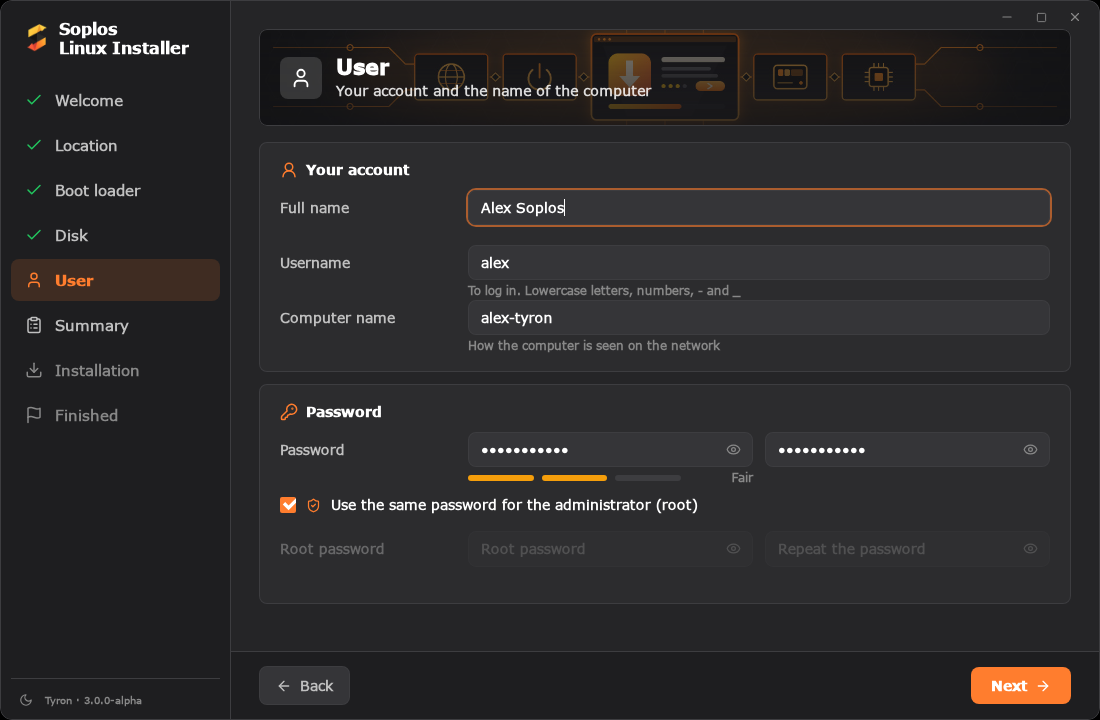 Soplos
Linux Installer
Welcome
Location
Boot loader
Disk
User
Summary
Installation
Finished
Tyron · 3.0.0-alpha
User
Your account and the name of the computer
Your account
Full name
Alex Soplos
Username
alex
To log in. Lowercase letters, numbers, - and _
Computer name
alex-tyron
How the computer is seen on the network
Password
Password
•••••••••••
•••••••••••
Fair
Use the same password for the administrator (root)
Root password
Root password
Repeat the password
Back
Next